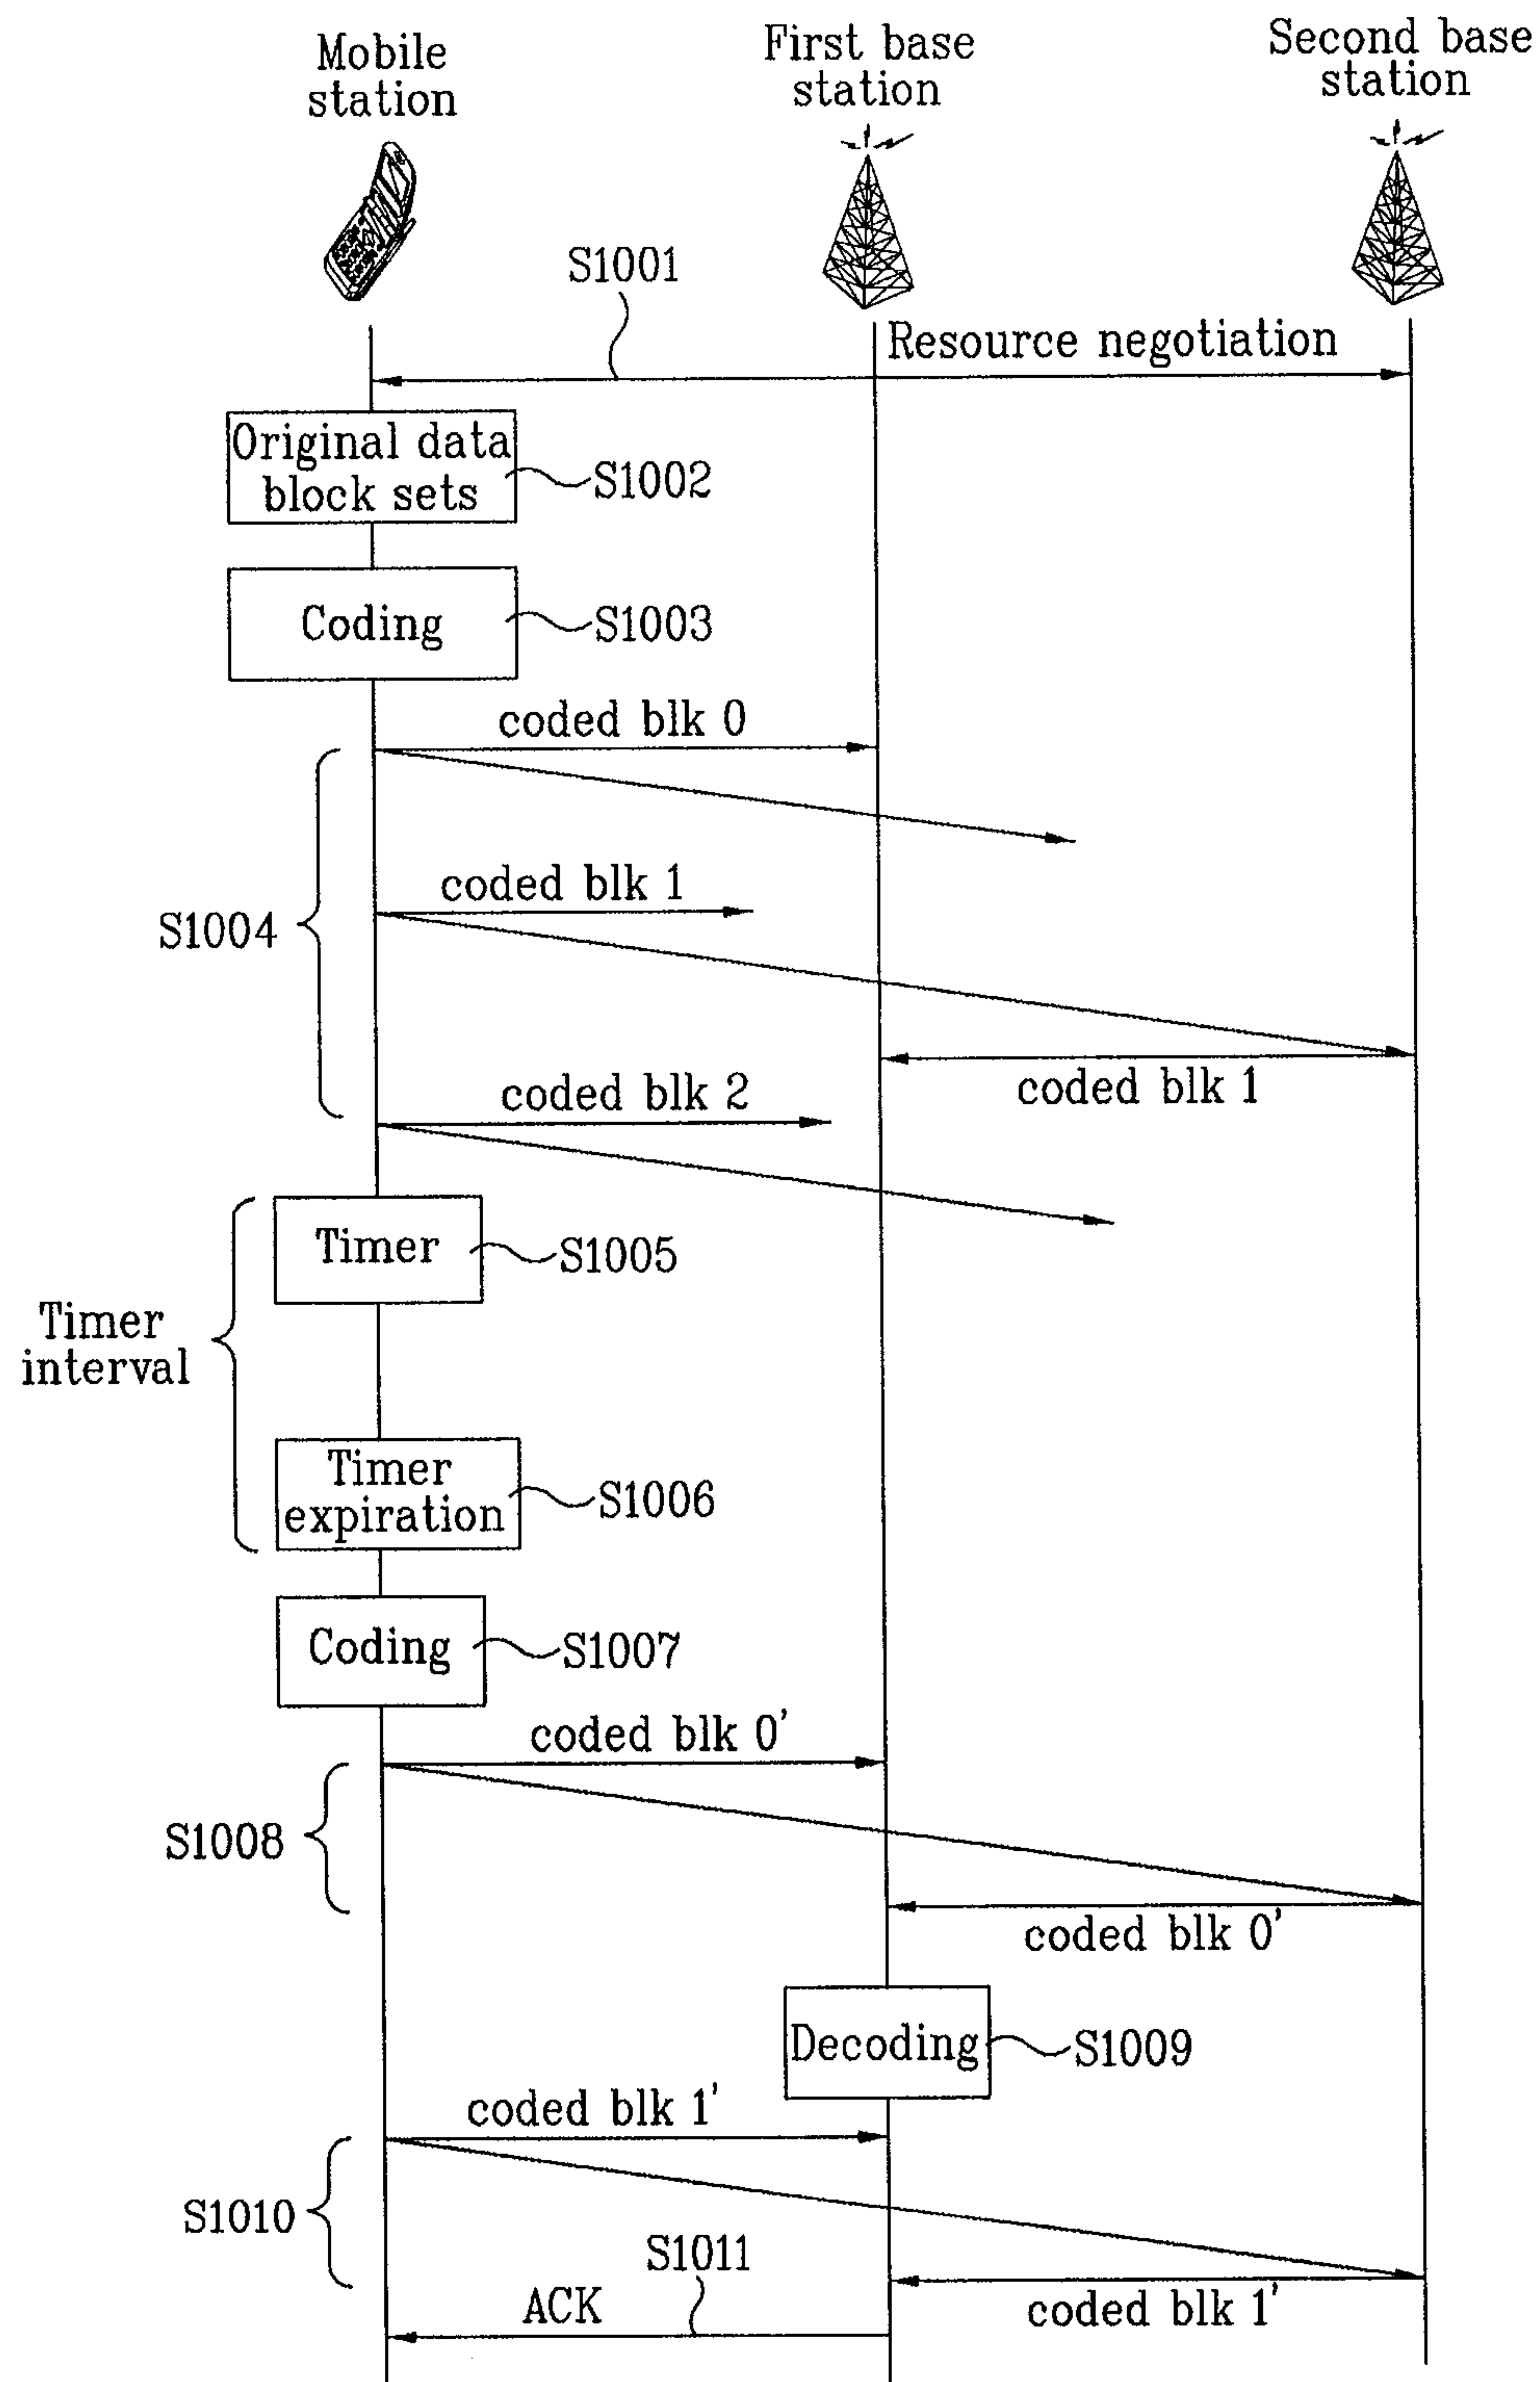 Mobile
station
First base
station
Second base
station
S1001
Resource negotiation
Original data
block sets
S1002
Coding
S1003
coded blk 0
coded blk 1
S1004
coded blk 1
coded blk 2
Timer
S1005
Timer
interval
Timer
expiration
S1006
Coding
S1007
coded blk 0'
S1008
coded blk 0'
Decoding
S1009
coded blk 1'
S1010
S1011
ACK
coded blk 1'